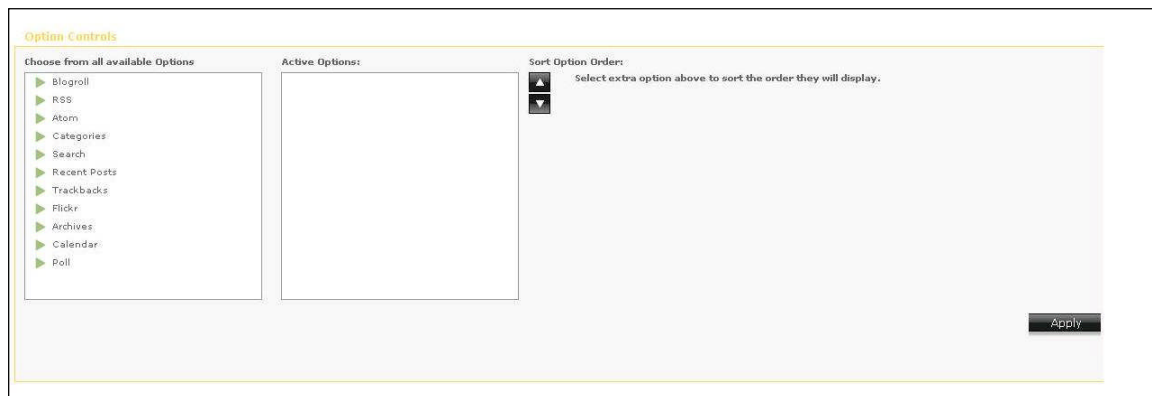 Option Controls
Choose from all available Options
Blogroll
RSS
Atom
Categories
Search
Recent Posts
Trackbacks
Flickr
Archives
Calendar
Poll
Active Options:
Sort Option Order:
Select extra option above to sort the order they will display.
Apply